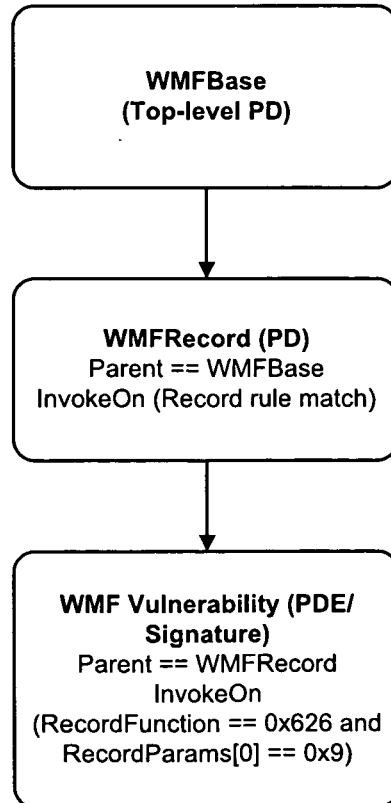 WMFBase
(Top-level PD)
WMFRecord (PD)
Parent == WMFBase
InvokeOn (Record rule match)
WMF Vulnerability (PDE/
Signature)
Parent == WMFRecord
InvokeOn
(RecordFunction == 0x626 and
RecordParams[0] == 0x9)